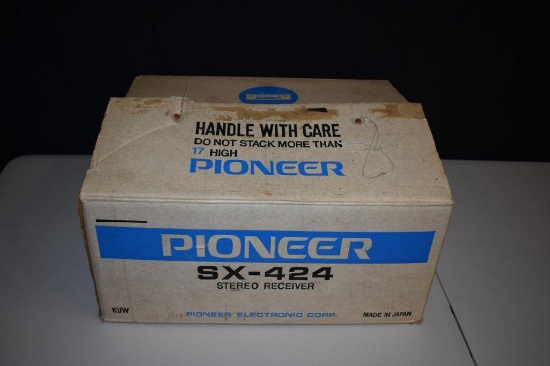 HANDLE WITH CARE
DO NOT STACK MORE THAN
17 HIGH
PIONEER
PIONEER
SX-424
STEREO RECEIVER
KUW
PIONEER ELECTRONIC CORP.
MADE IN JAPAN